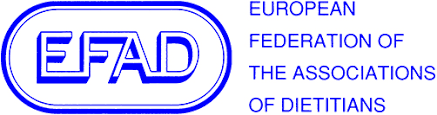 EFAD
EUROPEAN
FEDERATION OF
THE ASSOCIATIONS
OF DIETITIANS